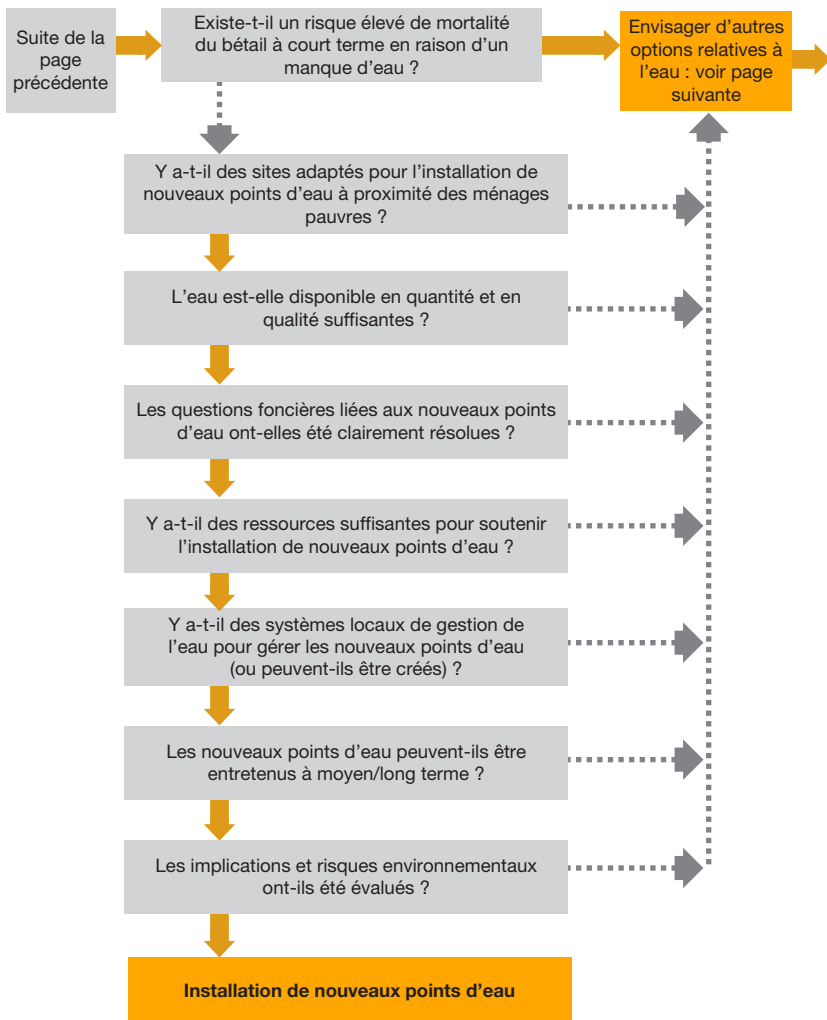 Suite de la
page
précédente
Existe-t-il un risque élevé de mortalité
du bétail à court terme en raison d’un
manque d’eau ?
Envisager d’autres
options relatives à
l’eau : voir page
suivante
Y a-t-il des sites adaptés pour l’installation de
nouveaux points d’eau à proximité des ménages
pauvres ?
L’eau est-elle disponible en quantité et en
qualité suffisantes ?
Les questions foncières liées aux nouveaux points
d’eau ont-elles été clairement résolues ?
Y a-t-il des ressources suffisantes pour soutenir
l’installation de nouveaux points d’eau ?
Y a-t-il des systèmes locaux de gestion de
l’eau pour gérer les nouveaux points d’eau
(ou peuvent-ils être créés) ?
Les nouveaux points d’eau peuvent-ils être
entretenus à moyen/long terme ?
Les implications et risques environnementaux
ont-ils été évalués ?
Installation de nouveaux points d’eau